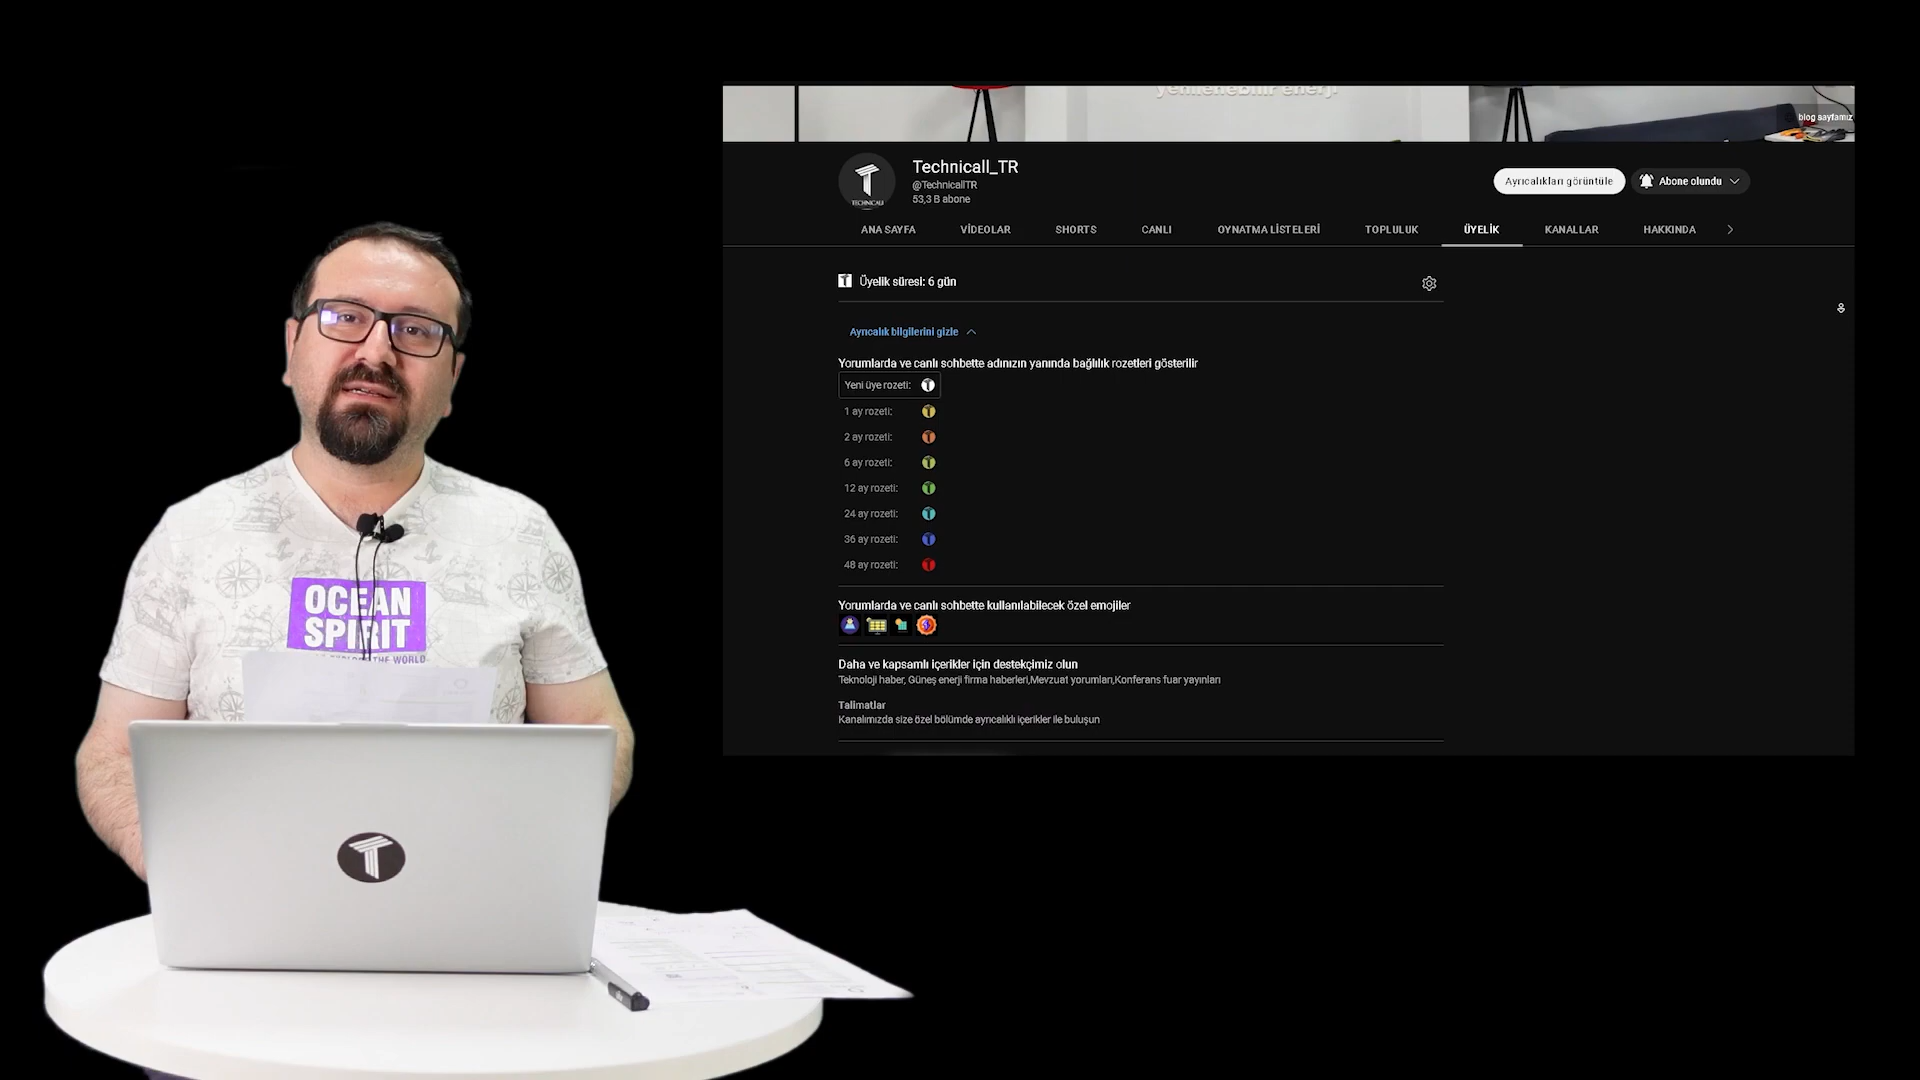 yenilenebilir enerji
blog sayfamız
Technicall_TR
@TechnicallTR
53,3 B abone
Ayrıcalıkları görüntüle
Abone olundu
TECHNICALL
ANA SAYFA
VİDEOLAR
SHORTS
CANLI
OYNATMA LİSTELERİ
TOPLULUK
ÜYELİK
KANALLAR
HAKKINDA
Üyelik süresi: 6 gün
Ayrıcalık bilgilerini gizle
Yorumlarda ve canlı sohbette adınızın yanında bağlılık rozetleri gösterilir
Yeni üye rozeti:
1 ay rozeti:
2 ay rozeti:
6 ay rozeti:
12 ay rozeti:
24 ay rozeti:
36 ay rozeti:
48 ay rozeti:
Yorumlarda ve canlı sohbette kullanılabilecek özel emojiler
Daha ve kapsamlı içerikler için destekçimiz olun
Teknoloji haber, Güneş enerji firma haberleri,Mevzuat yorumları,Konferans fuar yayınları
Talimatlar
Kanalımızda size özel bölümde ayrıcalıklı içerikler ile buluşun
OCEAN
SPIRIT
THE WORLD